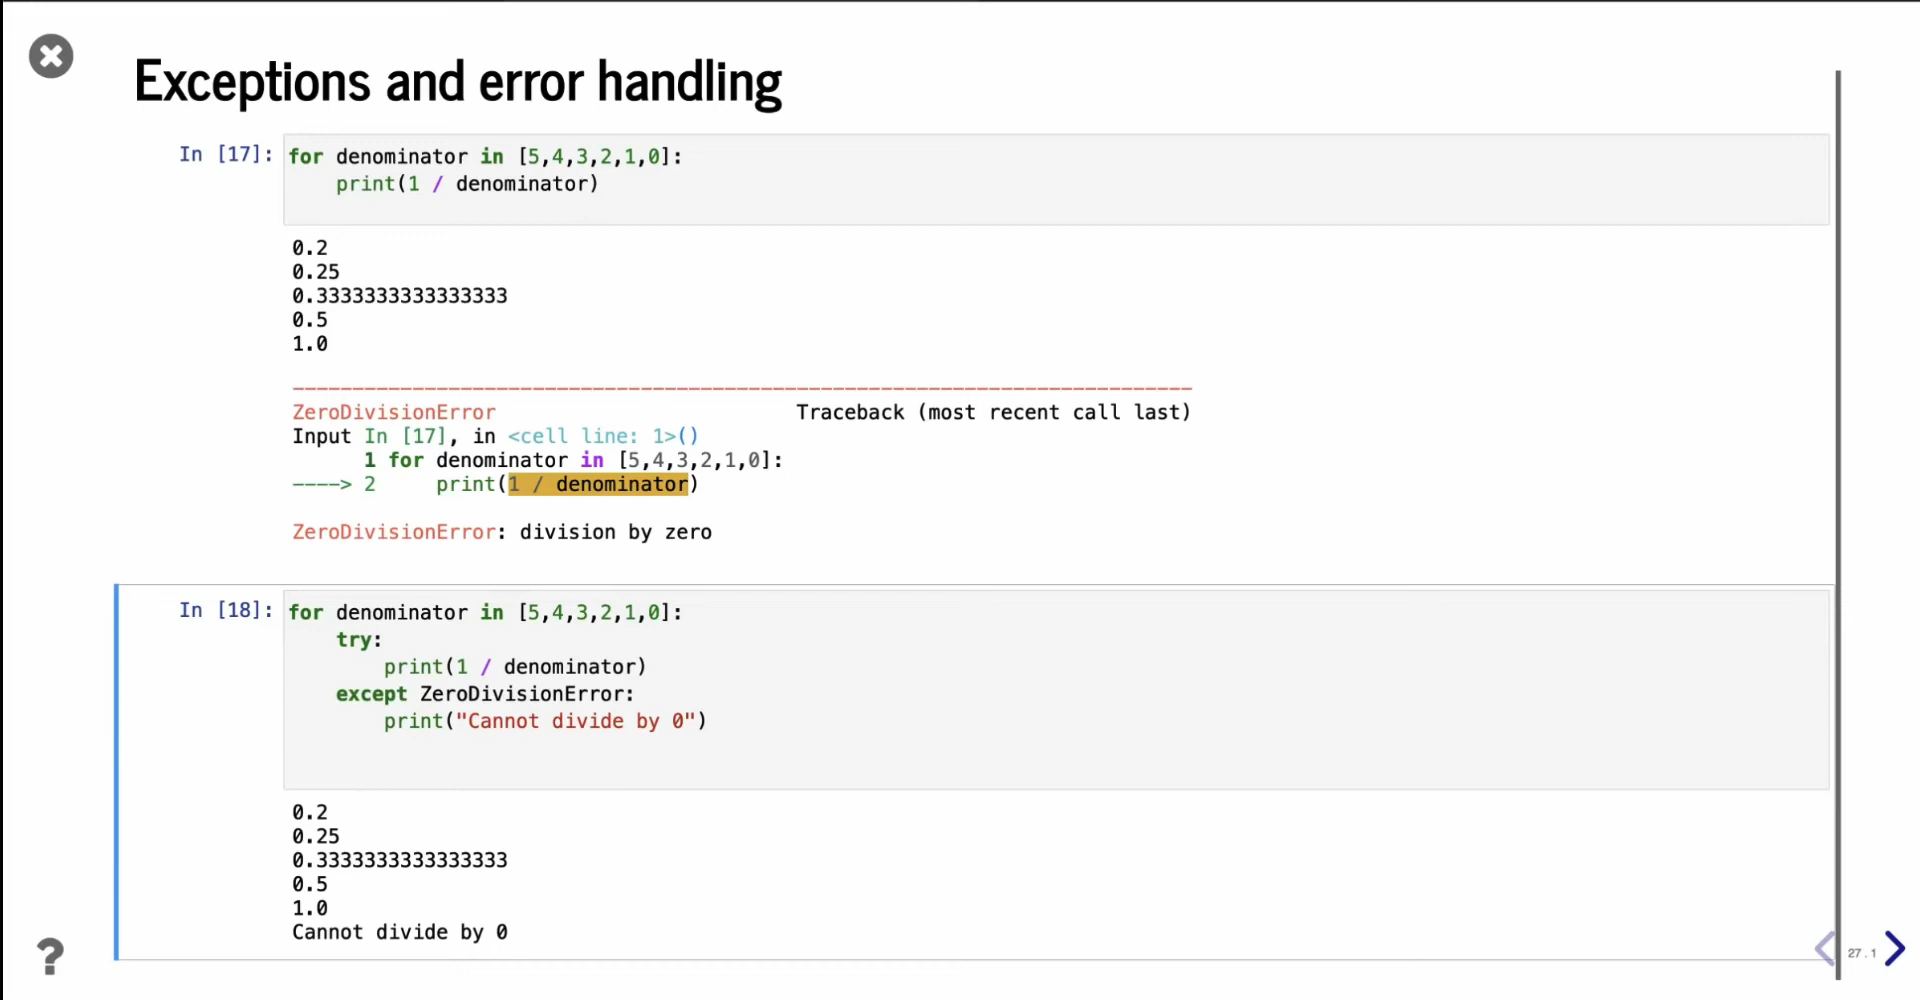 Exceptions and error handling
In [17]: for denominator in [5,4,3,2,1,0]:
    print(1 / denominator)
0.2
0.25
0.3333333333333333
0.5
1.0
---------------------------------------------------------------------------
ZeroDivisionError                         Traceback (most recent call last)
Input In [17], in <cell line: 1>()
      1 for denominator in [5,4,3,2,1,0]:
----> 2     print(1 / denominator)
ZeroDivisionError: division by zero
In [18]: for denominator in [5,4,3,2,1,0]:
    try:
        print(1 / denominator)
    except ZeroDivisionError:
        print("Cannot divide by 0")
0.2
0.25
0.3333333333333333
0.5
1.0
Cannot divide by 0
?
27.1